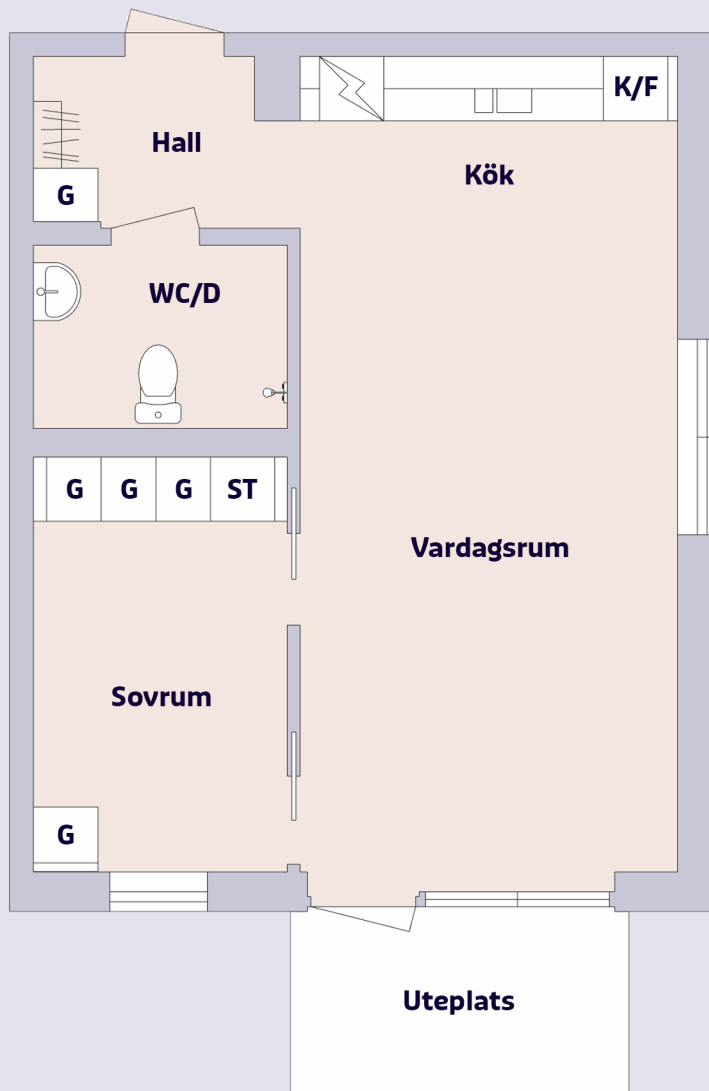 K/F
Hall
Kök
G
WC/D
G G G ST
Vardagsrum
Sovrum
G
Uteplats